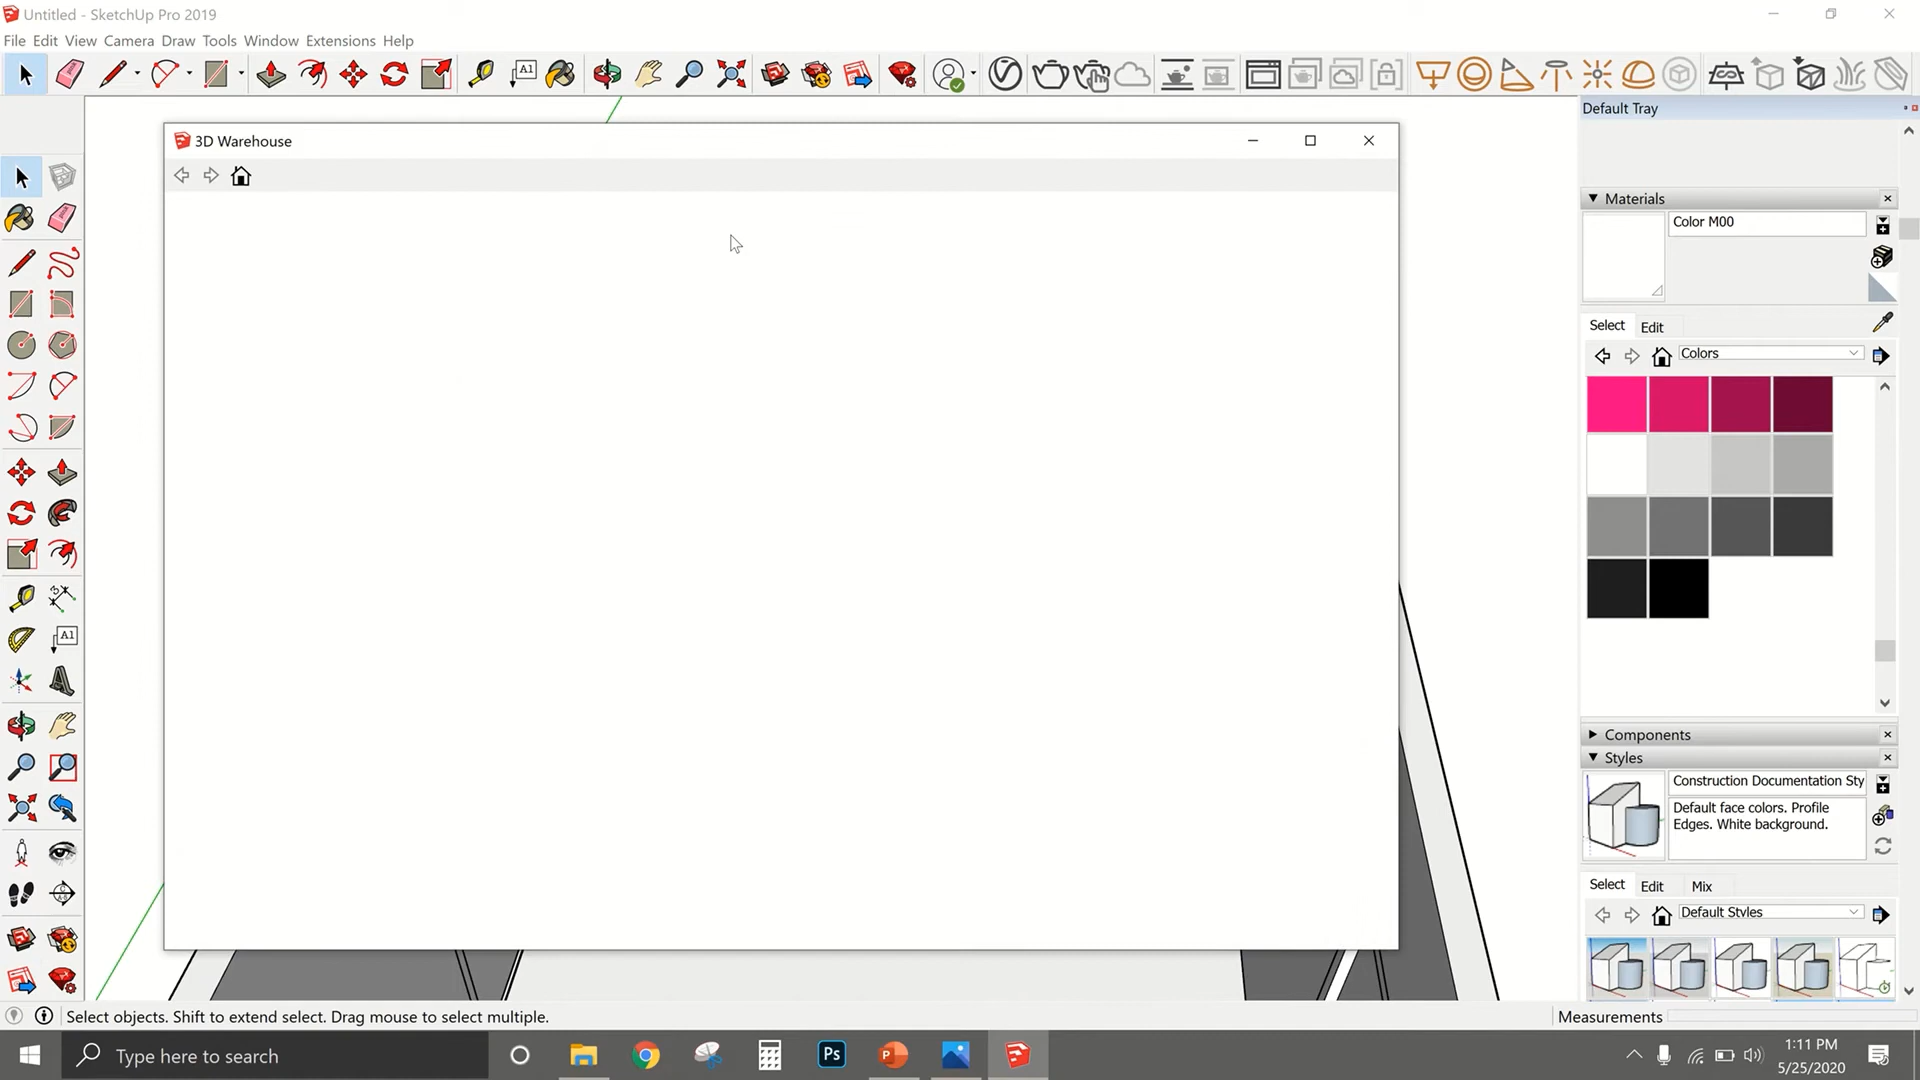 Untitled - SketchUp Pro 2019
File Edit View Camera Draw Tools Window Extensions Help
A1
Default Tray
3D Warehouse
Materials
Color M00
Select Edit
Colors
Components
Styles
Construction Documentation Sty
Default face colors. Profile
Edges. White background.
Select Edit Mix
Default Styles
A1
Select objects. Shift to extend select. Drag mouse to select multiple.
Measurements
Type here to search
Ps
1:11 PM
5/25/2020